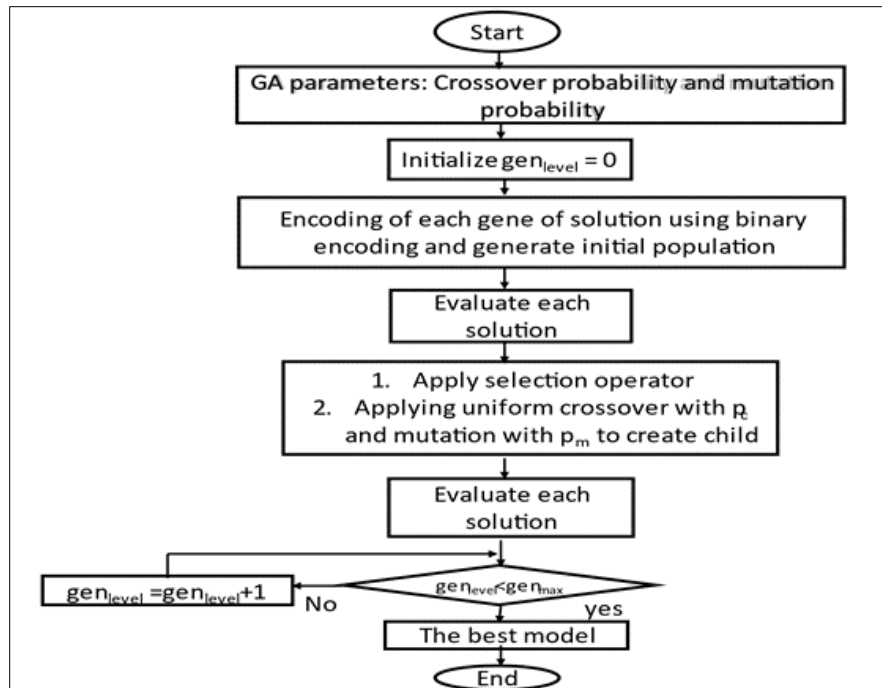 Start
GA parameters: Crossover probability and mutation
probability
Initialize gen_level = 0
Encoding of each gene of solution using binary
encoding and generate initial population
Evaluate each
solution
1. Apply selection operator
2. Applying uniform crossover with p_c
and mutation with p_m to create child
Evaluate each
solution
gen_level<gen_max
gen_level =gen_level+1
No
yes
The best model
End